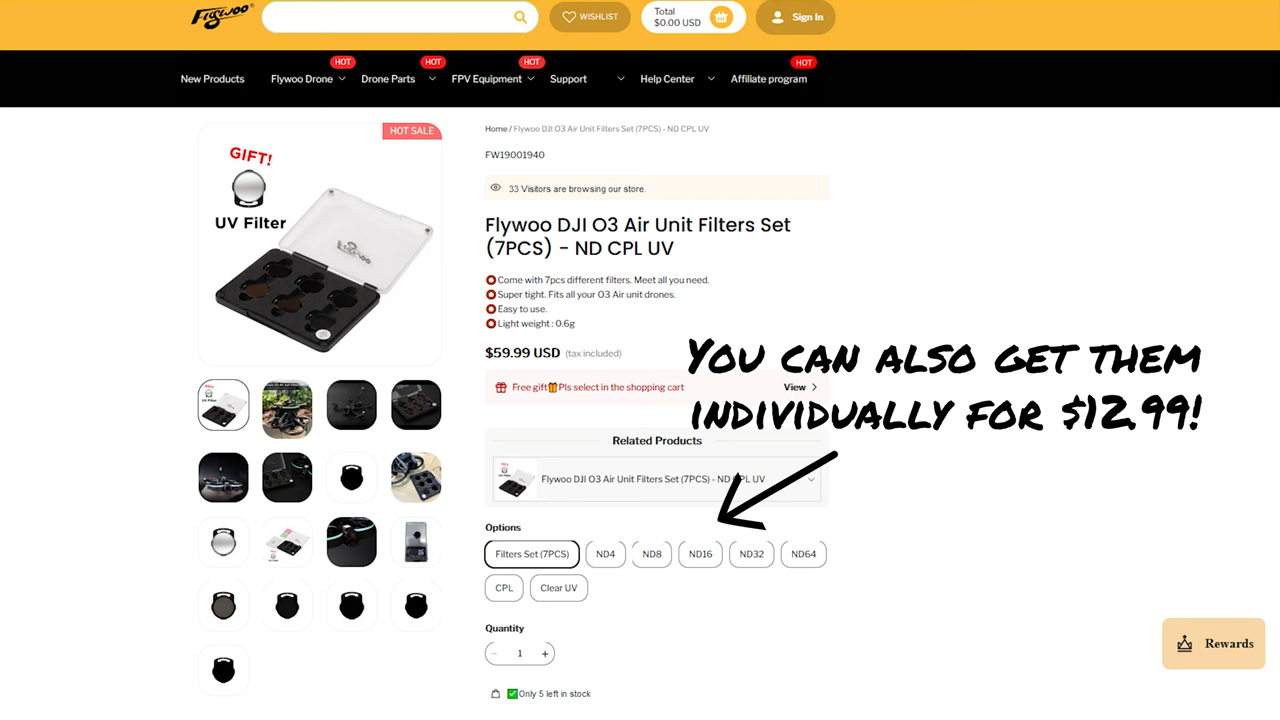 Flywoo
WISHLIST
Total
$0.00 USD
Sign In
HOT
HOT
HOT
HOT
New Products
Flywoo Drone
Drone Parts
FPV Equipment
Support
Help Center
Affiliate program
HOT SALE
GIFT!
UV Filter
Flywoo
Home / Flywoo DJI O3 Air Unit Filters Set (7PCS) - ND CPL UV
FW19001940
33 Visitors are browsing our store.
Flywoo DJI O3 Air Unit Filters Set
(7PCS) - ND CPL UV
Come with 7pcs different filters. Meet all you need.
Super tight. Fits all your O3 Air unit drones.
Easy to use.
Light weight : 0.6g
$59.99 USD (tax included)
You can also get them
individually for $12.99!
Free gift🎁Pls select in the shopping cart
View
Related Products
Flywoo DJI O3 Air Unit Filters Set (7PCS) - ND CPL UV
Options
Filters Set (7PCS)
ND4
ND8
ND16
ND32
ND64
CPL
Clear UV
Quantity
− 1 +
✅Only 5 left in stock
Rewards